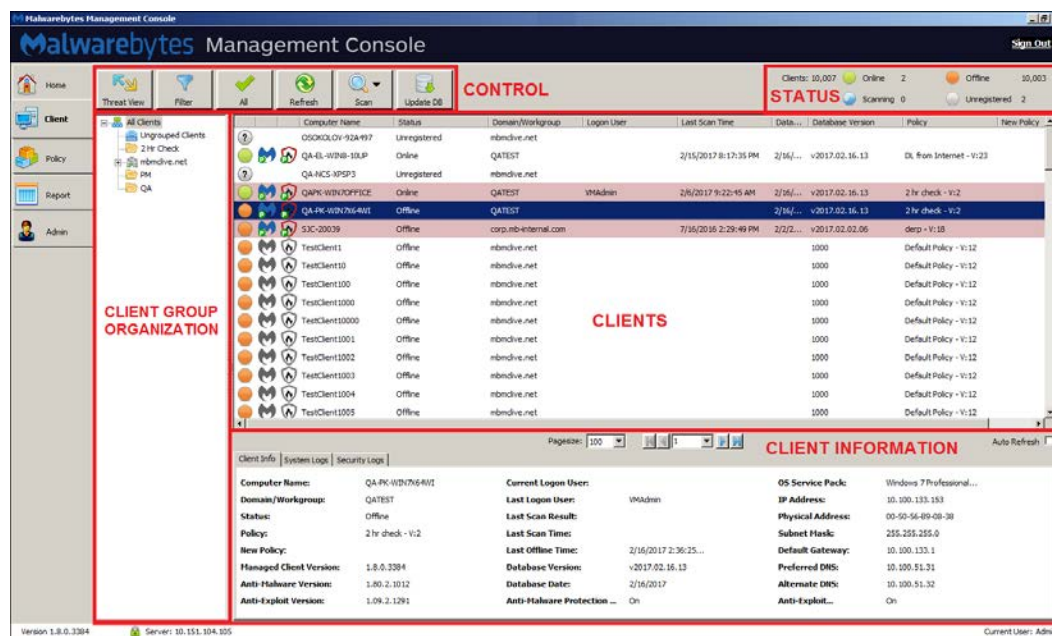 Malwarebytes Management Console
Malwarebytes Management Console
Sign Out
Home
Client
Policy
Report
Admin
Threat View Filter All Refresh Scan Update DB
CONTROL
Clients: 10,007 Online 2 Offline 10,003
STATUS Scanning 0 Unregistered 2
All Clients
Ungrouped Clients
2 Hr Check
mbmdive.net
PM
QA
CLIENT GROUP
ORGANIZATION
Computer Name Status Domain/Workgroup Logon User Last Scan Time Data... Database Version Policy New Policy
OSOKOLOV-92A497 Unregistered mbmdive.net
QA-EL-WIN8-10UP Online QATEST 2/15/2017 8:17:35 PM 2/16/... v2017.02.16.13 DL from Internet - V:23
QA-NCS-XPSP3 Unregistered mbmdive.net
QAPK-WIN7OFFICE Online QATEST VMAdmin 2/6/2017 9:22:45 AM 2/16/... v2017.02.16.13 2 hr check - V:2
QA-PK-WIN7X64WI Offline QATEST 2/16/... v2017.02.16.13 2 hr check - V:2
SJC-20039 Offline corp.mb-internal.com 7/16/2016 2:29:49 PM 2/2/2... v2017.02.02.06 derp - V:18
TestClient1 Offline mbmdive.net 1000 Default Policy - V:12
TestClient10 Offline mbmdive.net 1000 Default Policy - V:12
TestClient100 Offline mbmdive.net 1000 Default Policy - V:12
TestClient1000 Offline mbmdive.net 1000 Default Policy - V:12
TestClient10000 Offline mbmdive.net 1000 Default Policy - V:12
TestClient1001 Offline mbmdive.net 1000 Default Policy - V:12
TestClient1002 Offline mbmdive.net 1000 Default Policy - V:12
TestClient1003 Offline mbmdive.net 1000 Default Policy - V:12
TestClient1004 Offline mbmdive.net 1000 Default Policy - V:12
TestClient1005 Offline mbmdive.net 1000 Default Policy - V:12
CLIENTS
Pagesize: 100 1 Auto Refresh
CLIENT INFORMATION
Client Info System Logs Security Logs
Computer Name: QA-PK-WIN7X64WI Current Logon User: OS Service Pack: Windows 7 Professional...
Domain/Workgroup: QATEST Last Logon User: VMAdmin IP Address: 10.100.133.153
Status: Offline Last Scan Result: Physical Address: 00-50-56-B9-08-38
Policy: 2 hr check - V:2 Last Scan Time: Subnet Mask: 255.255.255.0
New Policy: Last Offline Time: 2/16/2017 2:36:25... Default Gateway: 10.100.133.1
Managed Client Version: 1.8.0.3384 Database Version: v2017.02.16.13 Preferred DNS: 10.100.51.31
Anti-Malware Version: 1.80.2.1012 Database Date: 2/16/2017 Alternate DNS: 10.100.51.32
Anti-Exploit Version: 1.09.2.1291 Anti-Malware Protection ... On Anti-Exploit... On
Version 1.8.0.3384 Server: 10.151.104.105 Current User: Adm